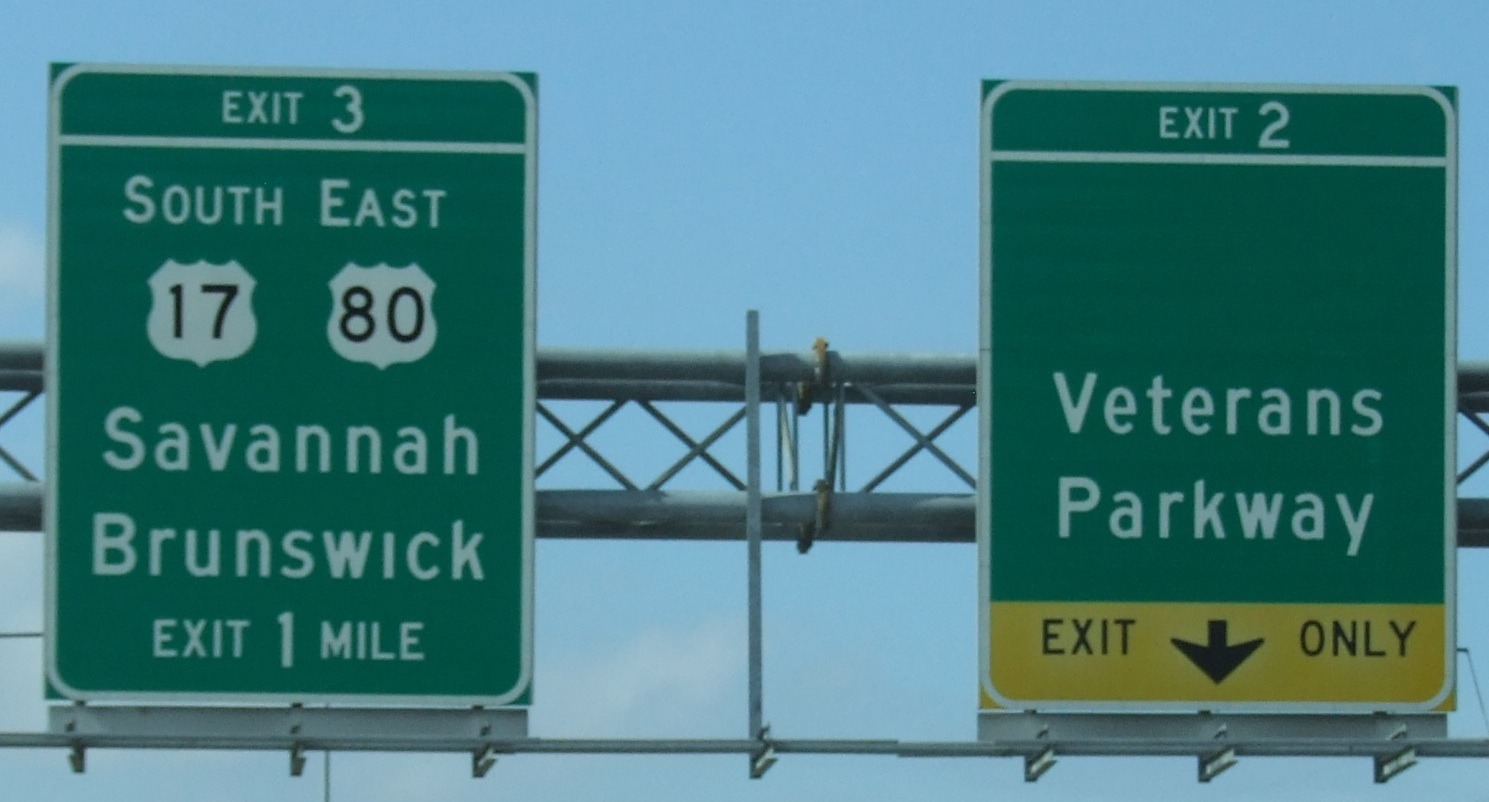 EXIT 3
SOUTH EAST
17 80
Savannah
Brunswick
EXIT 1 MILE
EXIT 2
Veterans
Parkway
EXIT ONLY